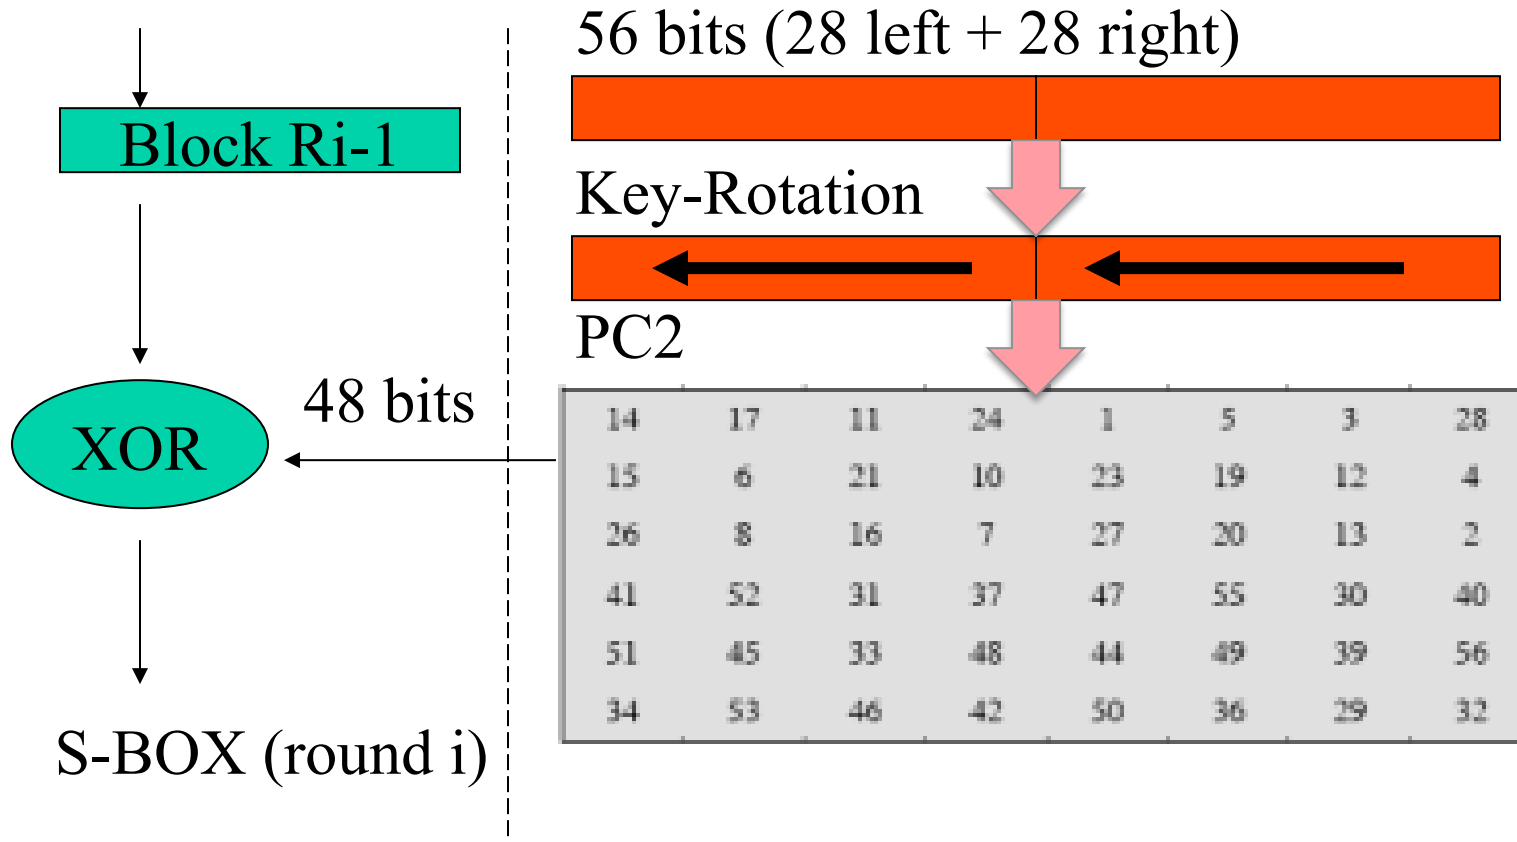 56 bits (28 left + 28 right)
Block Ri-1
Key-Rotation
PC2
48 bits
XOR
14 17 11 24 1 5 3 28
15 6 21 10 23 19 12 4
26 8 16 7 27 20 13 2
41 52 31 37 47 55 30 40
51 45 33 48 44 49 39 56
34 53 46 42 50 36 29 32
S-BOX (round i)